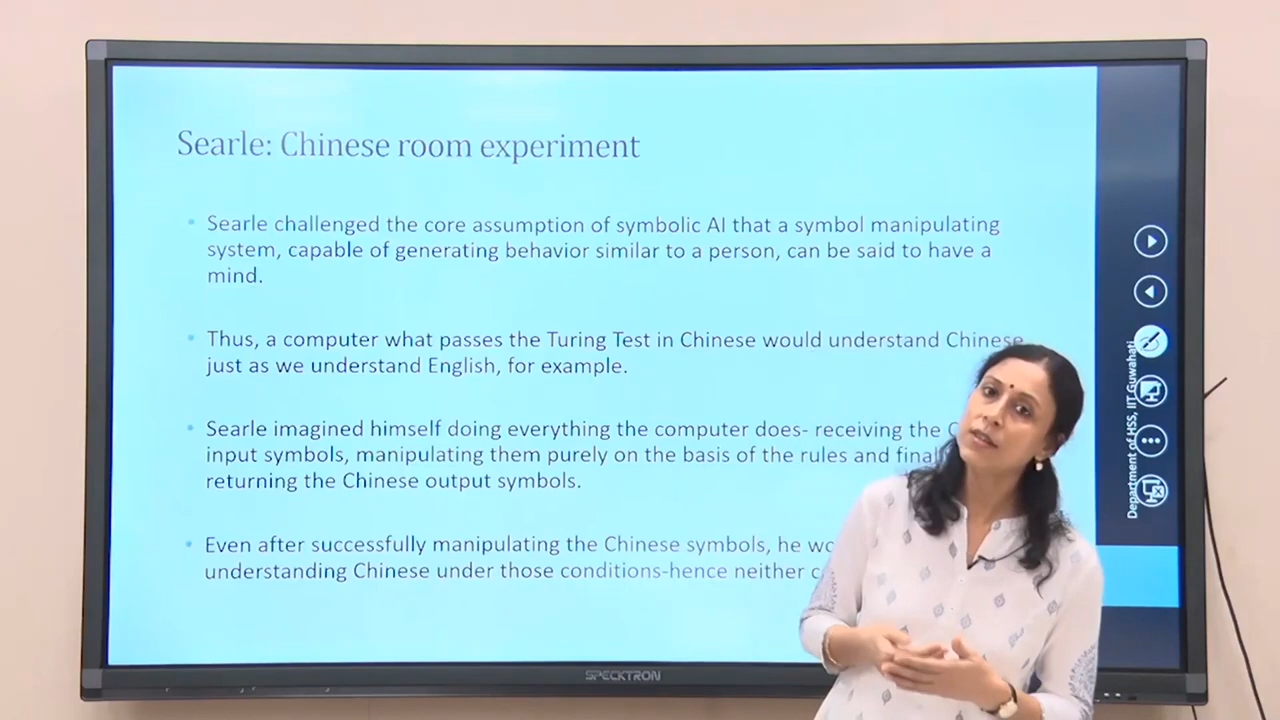 Searle: Chinese room experiment
• Searle challenged the core assumption of symbolic AI that a symbol manipulating
system, capable of generating behavior similar to a person, can be said to have a
mind.
• Thus, a computer what passes the Turing Test in Chinese would understand Chinese
just as we understand English, for example.
• Searle imagined himself doing everything the computer does- receiving the
input symbols, manipulating them purely on the basis of the rules and
returning the Chinese output symbols.
• Even after successfully manipulating the Chinese symbols, he
understanding Chinese under those conditions-hence neither
Department of HSS, IIT Guwahati
SPECKTRON